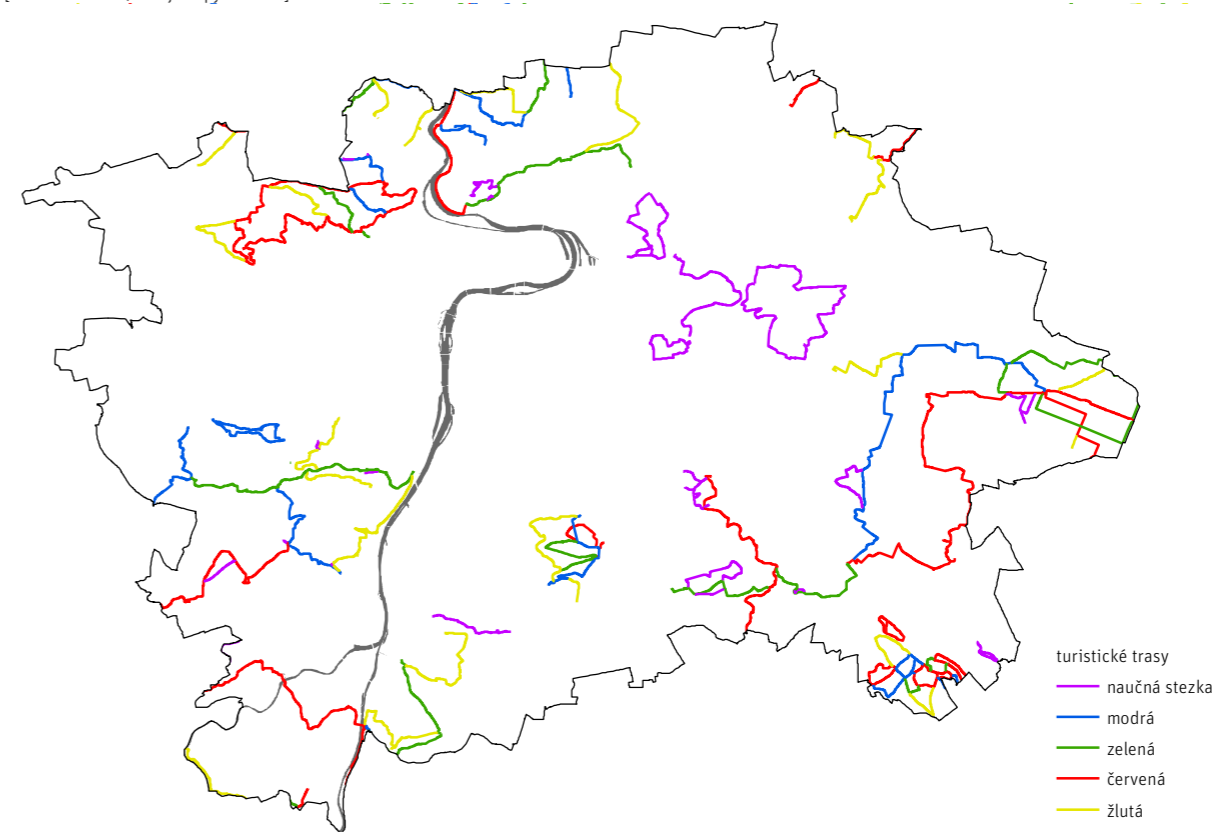 turistické trasy
naučná stezka
modrá
zelená
červená
žlutá